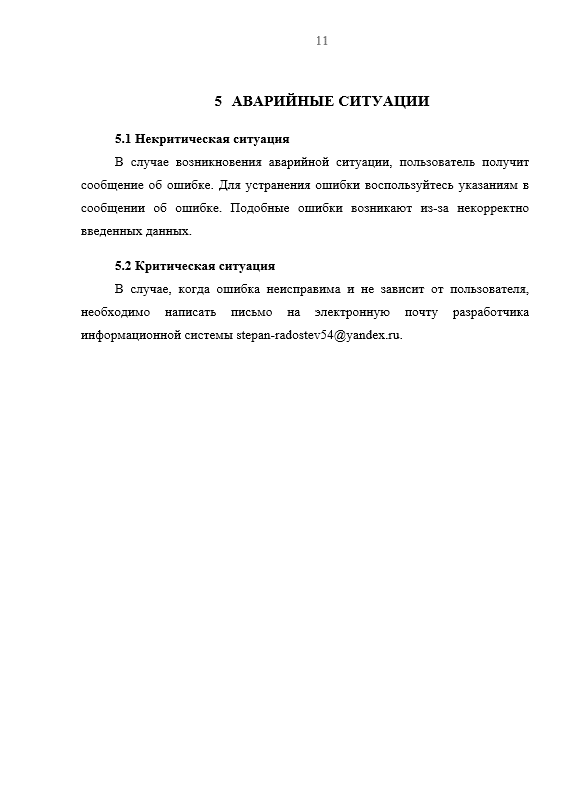 11
5 АВАРИЙНЫЕ СИТУАЦИИ
5.1 Некритическая ситуация
В случае возникновения аварийной ситуации, пользователь получит
сообщение об ошибке. Для устранения ошибки воспользуйтесь указаниям в
сообщении об ошибке. Подобные ошибки возникают из-за некорректно
введенных данных.
5.2 Критическая ситуация
В случае, когда ошибка неисправима и не зависит от пользователя,
необходимо написать письмо на электронную почту разработчика
информационной системы stepan-radostev54@yandex.ru.